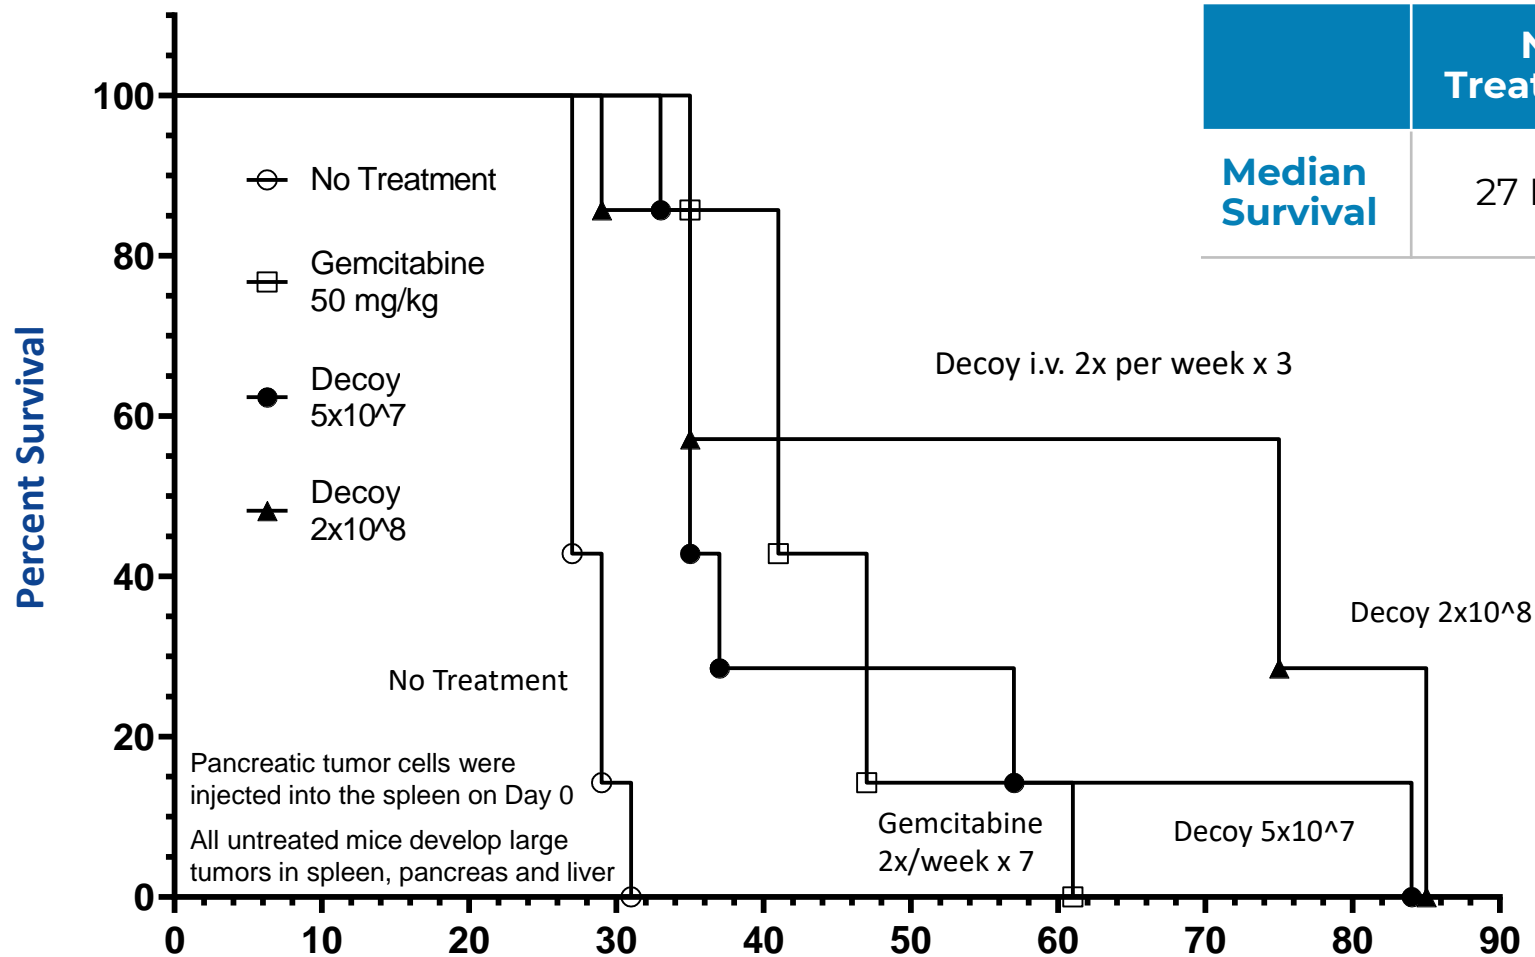 Median
Survival
27
Percent Survival
100
80
60
40
20
0
No Treatment
Gemcitabine
50 mg/kg
Decoy
5x10^7
Decoy
2x10^8
Decoy i.v. 2x per week x 3
Decoy 2x10^8
No Treatment
Pancreatic tumor cells were
injected into the spleen on Day 0
All untreated mice develop large
tumors in spleen, pancreas and liver
Gemcitabine
2x/week x 7
Decoy 5x10^7
0 10 20 30 40 50 60 70 80 90